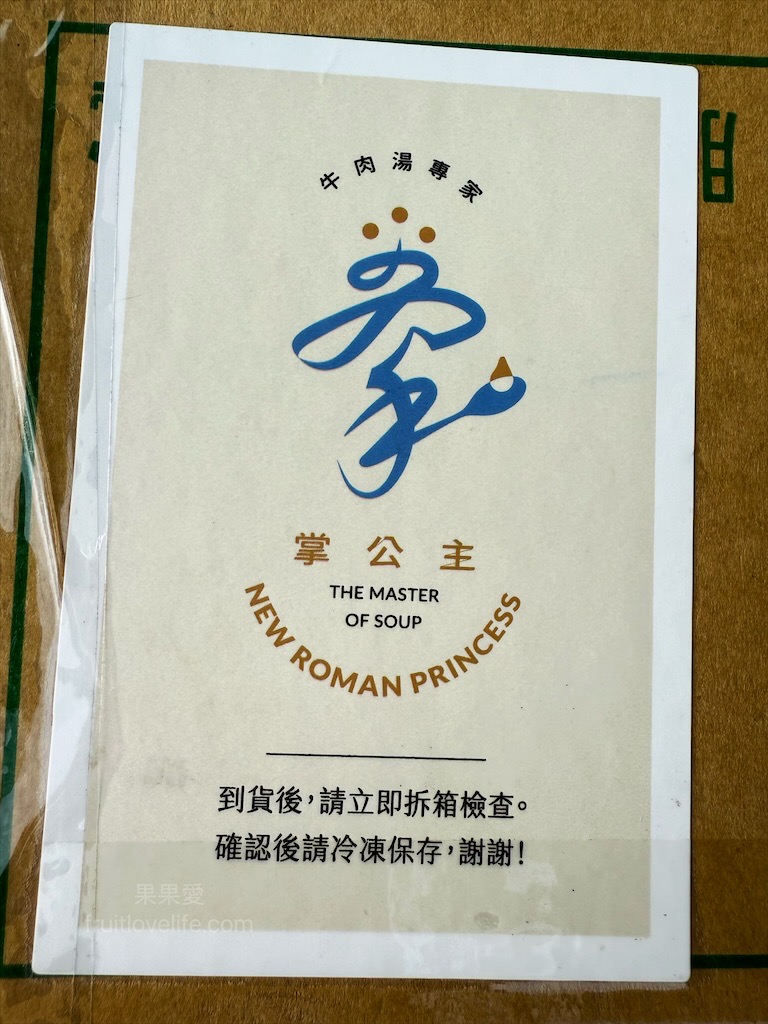 牛肉湯專家
掌公主
THE MASTER
OF SOUP
NEW ROMAN PRINCESS
到貨後，請立即拆箱檢查。
確認後請冷凍保存，謝謝！
果果愛
fruitlovelife.com